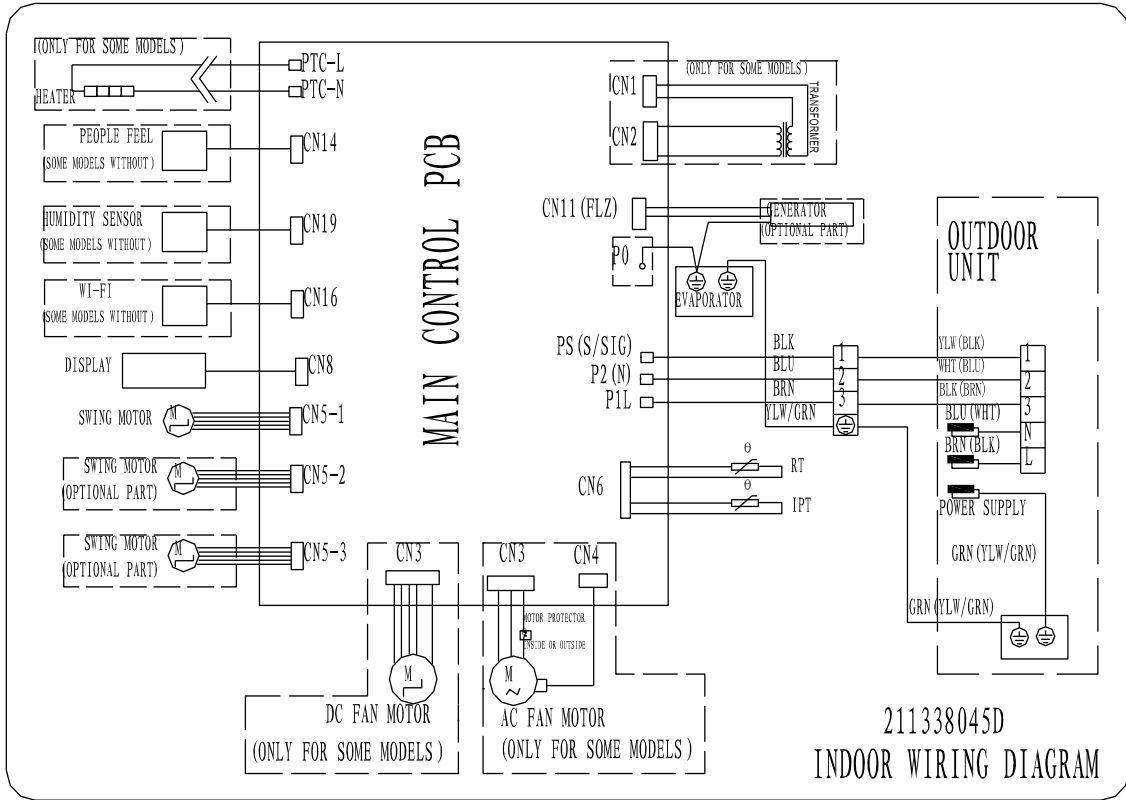 (ONLY FOR SOME MODELS)
PTC-L
PTC-N
HEATER
PEOPLE FEEL
(SOME MODELS WITHOUT)
CN14
HUMIDITY SENSOR
(SOME MODELS WITHOUT)
CN19
WI-FI
(SOME MODELS WITHOUT)
CN16
DISPLAY
CN8
SWING MOTOR
M
CN5-1
SWING MOTOR
(OPTIONAL PART)
M
CN5-2
SWING MOTOR
(OPTIONAL PART)
M
CN5-3
MAIN CONTROL PCB
(ONLY FOR SOME MODELS)
CN1
CN2
TRANSFORMER
CN11(FLZ)
GENERATOR
(OPTIONAL PART)
P0
EVAPORATOR
PS(S/SIG)
P2(N)
P1L
BLK
BLU
BRN
YLW/GRN
1
2
3
CN6
θ
RT
θ
IPT
OUTDOOR
UNIT
YLW(BLK)
WHT(BLU)
BLK(BRN)
BLU(WHT)
BRN(BLK)
1
2
3
N
L
POWER SUPPLY
GRN(YLW/GRN)
GRN(YLW/GRN)
CN3
M
DC FAN MOTOR
(ONLY FOR SOME MODELS)
CN3
CN4
MOTOR PROTECTOR
INSIDE OR OUTSIDE
M
AC FAN MOTOR
(ONLY FOR SOME MODELS)
211338045D
INDOOR WIRING DIAGRAM